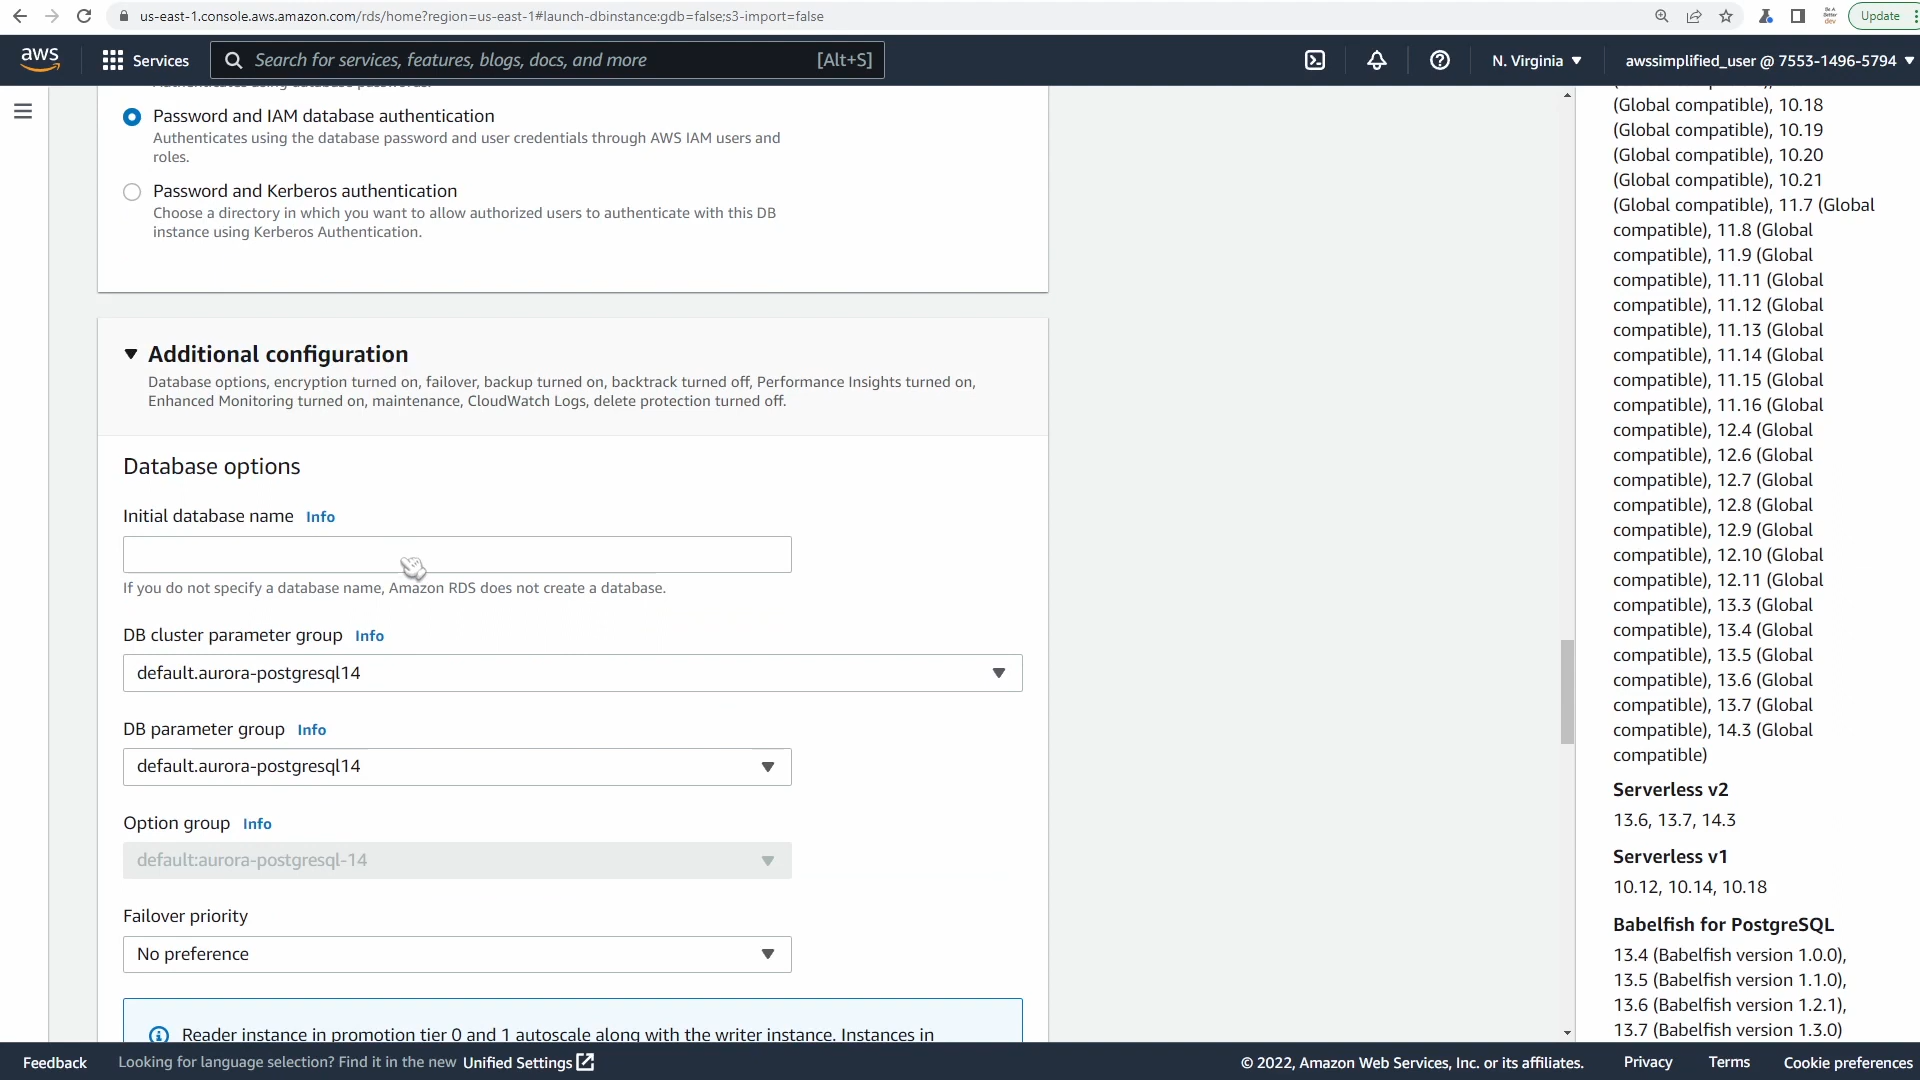 us-east-1.console.aws.amazon.com/rds/home?region=us-east-1#launch-dbinstance:gdb=false;s3-import=false
Be A
Better
dev
Update
aws
Services
Search for services, features, blogs, docs, and more
[Alt+S]
N. Virginia
awssimplified_user @ 7553-1496-5794
Authenticates using database passwords.
Password and IAM database authentication
Authenticates using the database password and user credentials through AWS IAM users and
roles.
Password and Kerberos authentication
Choose a directory in which you want to allow authorized users to authenticate with this DB
instance using Kerberos Authentication.
Additional configuration
Database options, encryption turned on, failover, backup turned on, backtrack turned off, Performance Insights turned on,
Enhanced Monitoring turned on, maintenance, CloudWatch Logs, delete protection turned off.
Database options
Initial database name Info
If you do not specify a database name, Amazon RDS does not create a database.
DB cluster parameter group Info
default.aurora-postgresql14
DB parameter group Info
default.aurora-postgresql14
Option group Info
default:aurora-postgresql-14
Failover priority
No preference
Reader instance in promotion tier 0 and 1 autoscale along with the writer instance. Instances in
(Global compatible), 10.18
(Global compatible), 10.19
(Global compatible), 10.20
(Global compatible), 10.21
(Global compatible), 11.7 (Global
compatible), 11.8 (Global
compatible), 11.9 (Global
compatible), 11.11 (Global
compatible), 11.12 (Global
compatible), 11.13 (Global
compatible), 11.14 (Global
compatible), 11.15 (Global
compatible), 11.16 (Global
compatible), 12.4 (Global
compatible), 12.6 (Global
compatible), 12.7 (Global
compatible), 12.8 (Global
compatible), 12.9 (Global
compatible), 12.10 (Global
compatible), 12.11 (Global
compatible), 13.3 (Global
compatible), 13.4 (Global
compatible), 13.5 (Global
compatible), 13.6 (Global
compatible), 13.7 (Global
compatible), 14.3 (Global
compatible)
Serverless v2
13.6, 13.7, 14.3
Serverless v1
10.12, 10.14, 10.18
Babelfish for PostgreSQL
13.4 (Babelfish version 1.0.0),
13.5 (Babelfish version 1.1.0),
13.6 (Babelfish version 1.2.1),
13.7 (Babelfish version 1.3.0)
Feedback
Looking for language selection? Find it in the new Unified Settings
© 2022, Amazon Web Services, Inc. or its affiliates.
Privacy
Terms
Cookie preferences